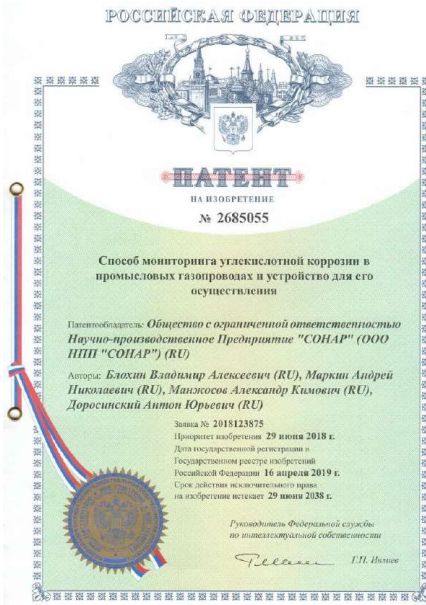 РОССИЙСКАЯ ФЕДЕРАЦИЯ
ПАТЕНТ
НА ИЗОБРЕТЕНИЕ
№ 2685055
Способ мониторинга углекислотной коррозии в
промысловых газопроводах и устройство для его
осуществления
Патентообладатель: Общество с ограниченной ответственностью
Научно-производственное Предприятие "СОНАР" (ООО
НПП "СОНАР") (RU)
Авторы: Блохин Владимир Алексеевич (RU), Маркин Андрей
Николаевич (RU), Манжосов Александр Кимович (RU),
Доросинский Антон Юрьевич (RU)
Заявка № 2018123875
Приоритет изобретения 29 июня 2018 г.
Дата государственной регистрации в
Государственном реестре изобретений
Российской Федерации 16 апреля 2019 г.
Срок действия исключительного права
на изобретение истекает 29 июня 2038 г.
Руководитель Федеральной службы
по интеллектуальной собственности
Г.П. Ивлиев